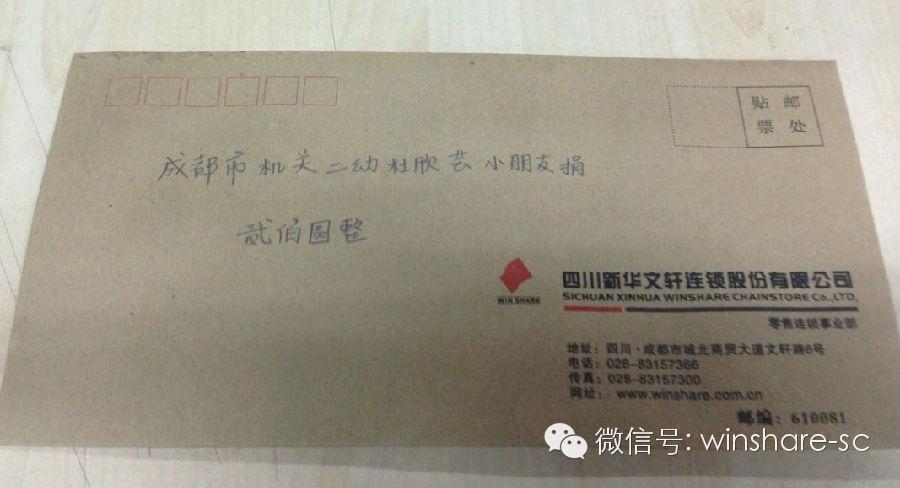 贴 邮
票 处
成都市机关二幼杜欣芸小朋友捐
贰佰圆整
WIN SHARE
四川新华文轩连锁股份有限公司
SICHUAN XINHUA WINSHARE CHAINSTORE Co.,LTD.
零售连锁事业部
地址：四川·成都市城北商贸大道文轩路6号
电话：028-83157366
传真：028-83157300
网址：www.winshare.com.cn
邮编：610081
微信号: winshare-sc